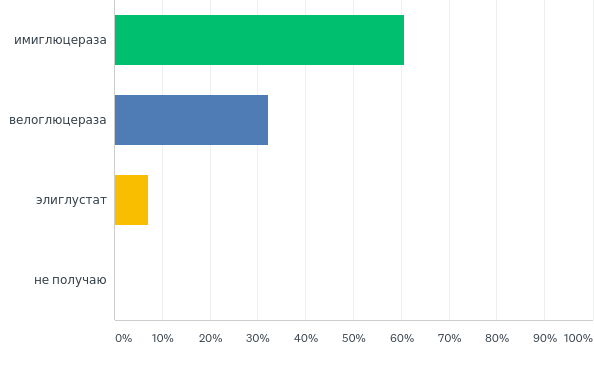 имиглюцераза
велоглюцераза
элиглустат
не получаю
0% 10% 20% 30% 40% 50% 60% 70% 80% 90% 100%